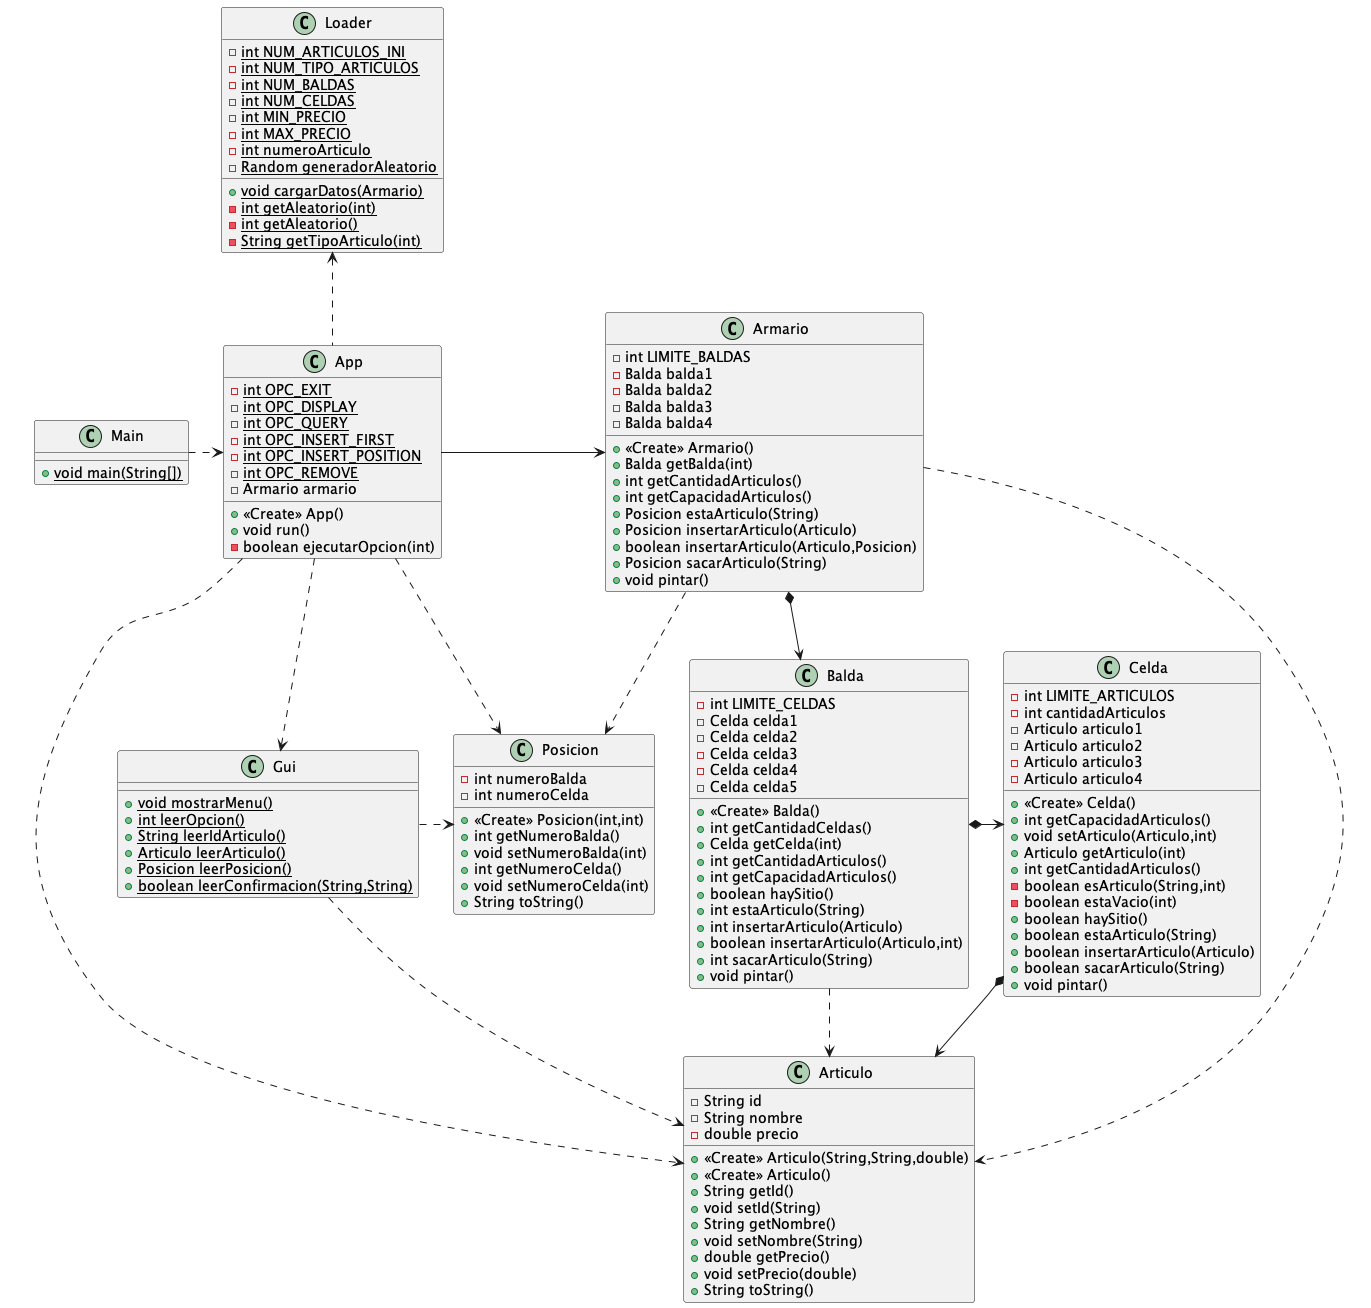 C Loader
int NUM_ARTICULOS_INI
int NUM_TIPO_ARTICULOS
int NUM_BALDAS
int NUM_CELDAS
int MIN_PRECIO
int MAX_PRECIO
int numeroArticulo
Random generadorAleatorio
void cargarDatos(Armario)
int getAleatorio(int)
int getAleatorio()
String getTipoArticulo(int)
C Armario
int LIMITE_BALDAS
Balda balda1
Balda balda2
Balda balda3
Balda balda4
«Create» Armario()
Balda getBalda(int)
int getCantidadArticulos()
int getCapacidadArticulos()
Posicion estaArticulo(String)
Posicion insertarArticulo(Articulo)
boolean insertarArticulo(Articulo,Posicion)
Posicion sacarArticulo(String)
void pintar()
C App
int OPC_EXIT
int OPC_DISPLAY
int OPC_QUERY
int OPC_INSERT_FIRST
int OPC_INSERT_POSITION
int OPC_REMOVE
Armario armario
«Create» App()
void run()
boolean ejecutarOpcion(int)
C Main
void main(String[])
C Balda
int LIMITE_CELDAS
Celda celda1
Celda celda2
Celda celda3
Celda celda4
Celda celda5
«Create» Balda()
int getCantidadCeldas()
Celda getCelda(int)
int getCantidadArticulos()
int getCapacidadArticulos()
boolean haySitio()
int estaArticulo(String)
int insertarArticulo(Articulo)
boolean insertarArticulo(Articulo,int)
int sacarArticulo(String)
void pintar()
C Celda
int LIMITE_ARTICULOS
int cantidadArticulos
Articulo articulo1
Articulo articulo2
Articulo articulo3
Articulo articulo4
«Create» Celda()
int getCapacidadArticulos()
void setArticulo(Articulo,int)
Articulo getArticulo(int)
int getCantidadArticulos()
boolean esArticulo(String,int)
boolean estaVacio(int)
boolean haySitio()
boolean estaArticulo(String)
boolean insertarArticulo(Articulo)
boolean sacarArticulo(String)
void pintar()
C Gui
void mostrarMenu()
int leerOpcion()
String leerIdArticulo()
Articulo leerArticulo()
Posicion leerPosicion()
boolean leerConfirmacion(String,String)
C Posicion
int numeroBalda
int numeroCelda
«Create» Posicion(int,int)
int getNumeroBalda()
void setNumeroBalda(int)
int getNumeroCelda()
void setNumeroCelda(int)
String toString()
C Articulo
String id
String nombre
double precio
«Create» Articulo(String,String,double)
«Create» Articulo()
String getId()
void setId(String)
String getNombre()
void setNombre(String)
double getPrecio()
void setPrecio(double)
String toString()